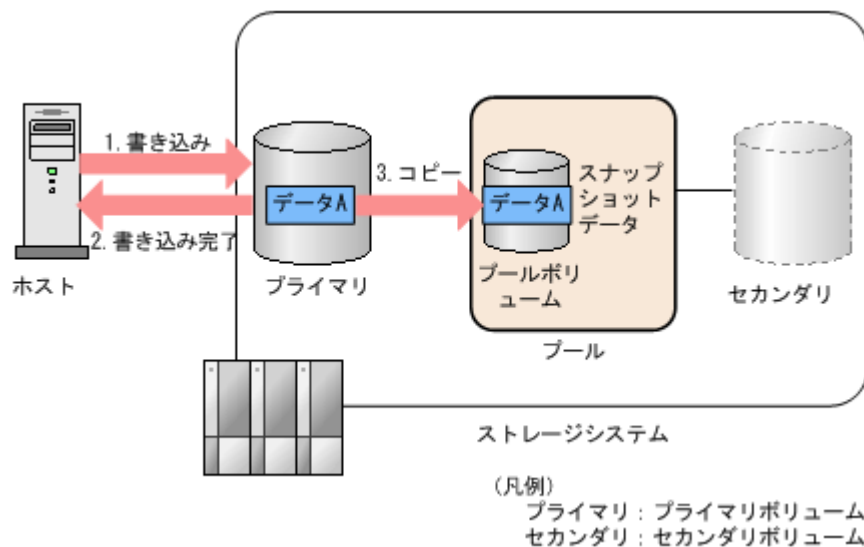 1.書き込み
3.コピー
データA
データA
スナップ
ショット
データ
2.書き込み完了
ホスト
プライマリ
プールボリ
ューム
セカンダリ
プール
ストレージシステム
(凡例)
プライマリ：プライマリボリューム
セカンダリ：セカンダリボリューム